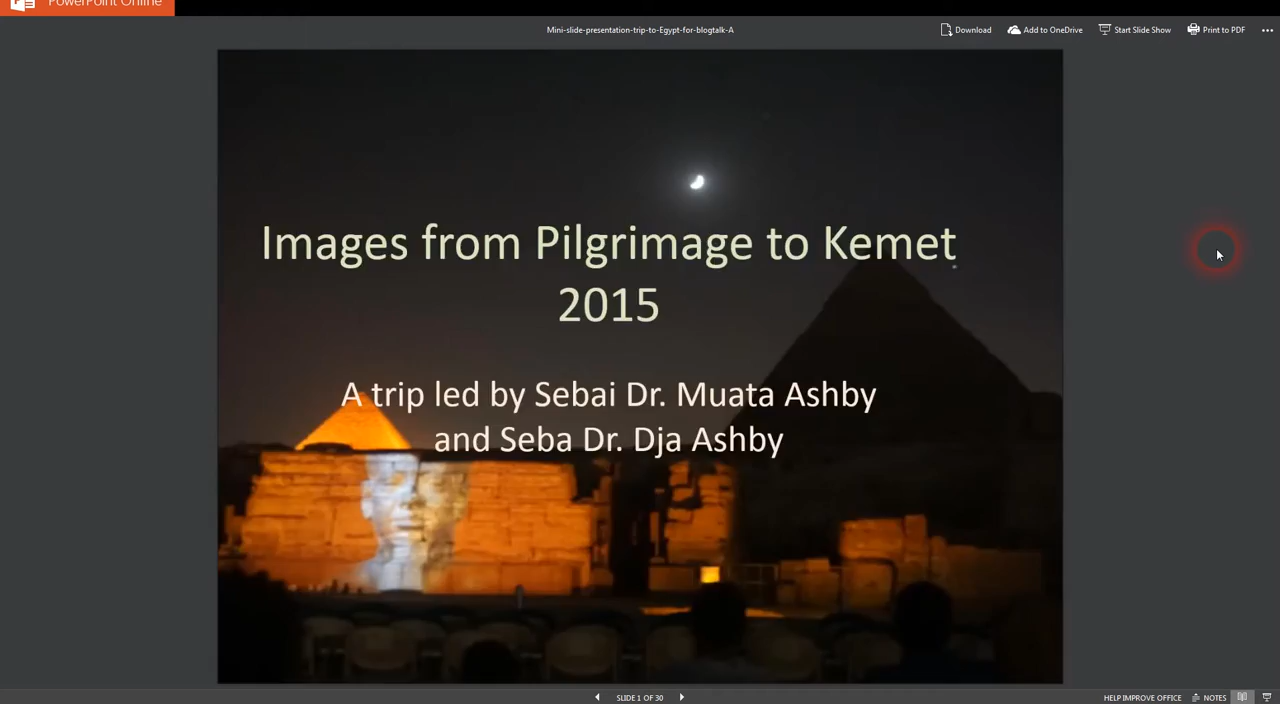 PowerPoint Online
Mini-slide-presentation-trip-to-Egypt-for-blogtalk-A
Download
Add to OneDrive
Start Slide Show
Print to PDF
Images from Pilgrimage to Kemet
2015
A trip led by Sebai Dr. Muata Ashby
and Seba Dr. Dja Ashby
SLIDE 1 OF 30
HELP IMPROVE OFFICE
NOTES